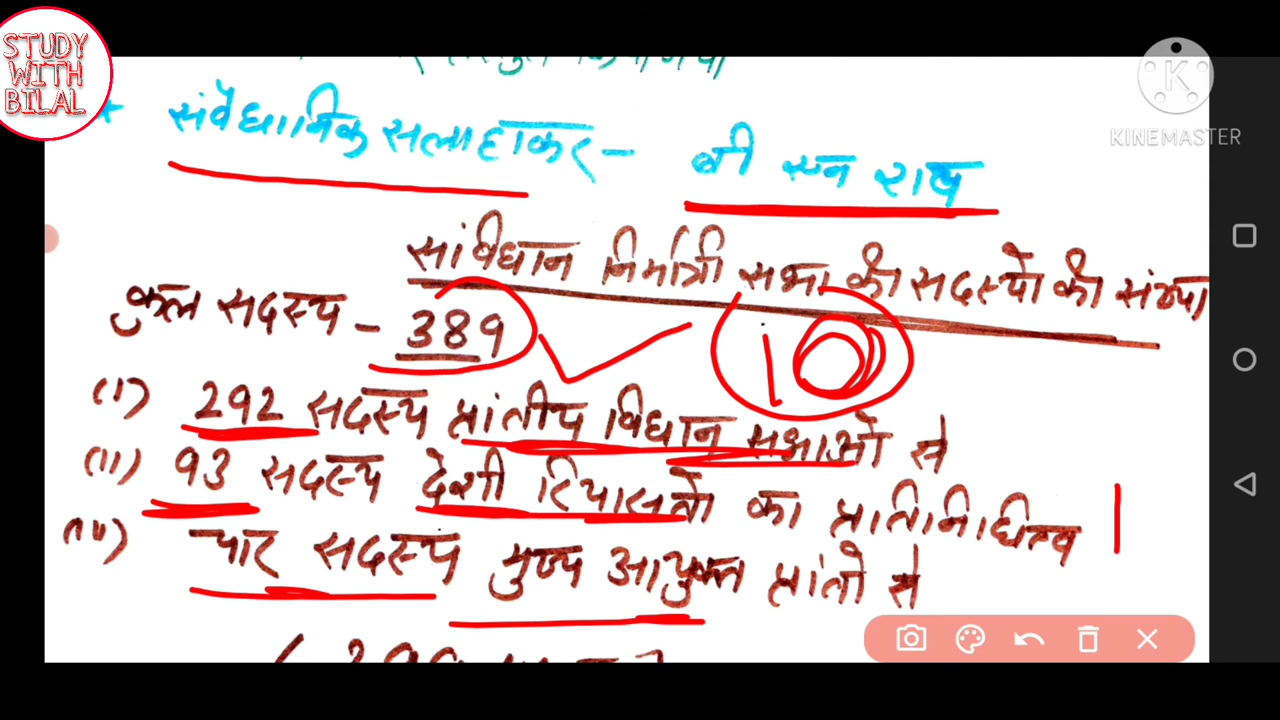 STUDY
WITH
BILAL
KINEMASTER
संवैधानिक सलाहकार - बी एन राव
सांविधान निर्मात्री सभा की सदस्यो की संख्या
कुल सदस्य - 389
10
(I) 292 सदस्य प्रांतीय विधान सभाओ से
(II) 93 सदस्य देशी रियासतो का प्रतिनिधित्व
(III) चार सदस्य मुख्य आयुक्त प्रांतो से